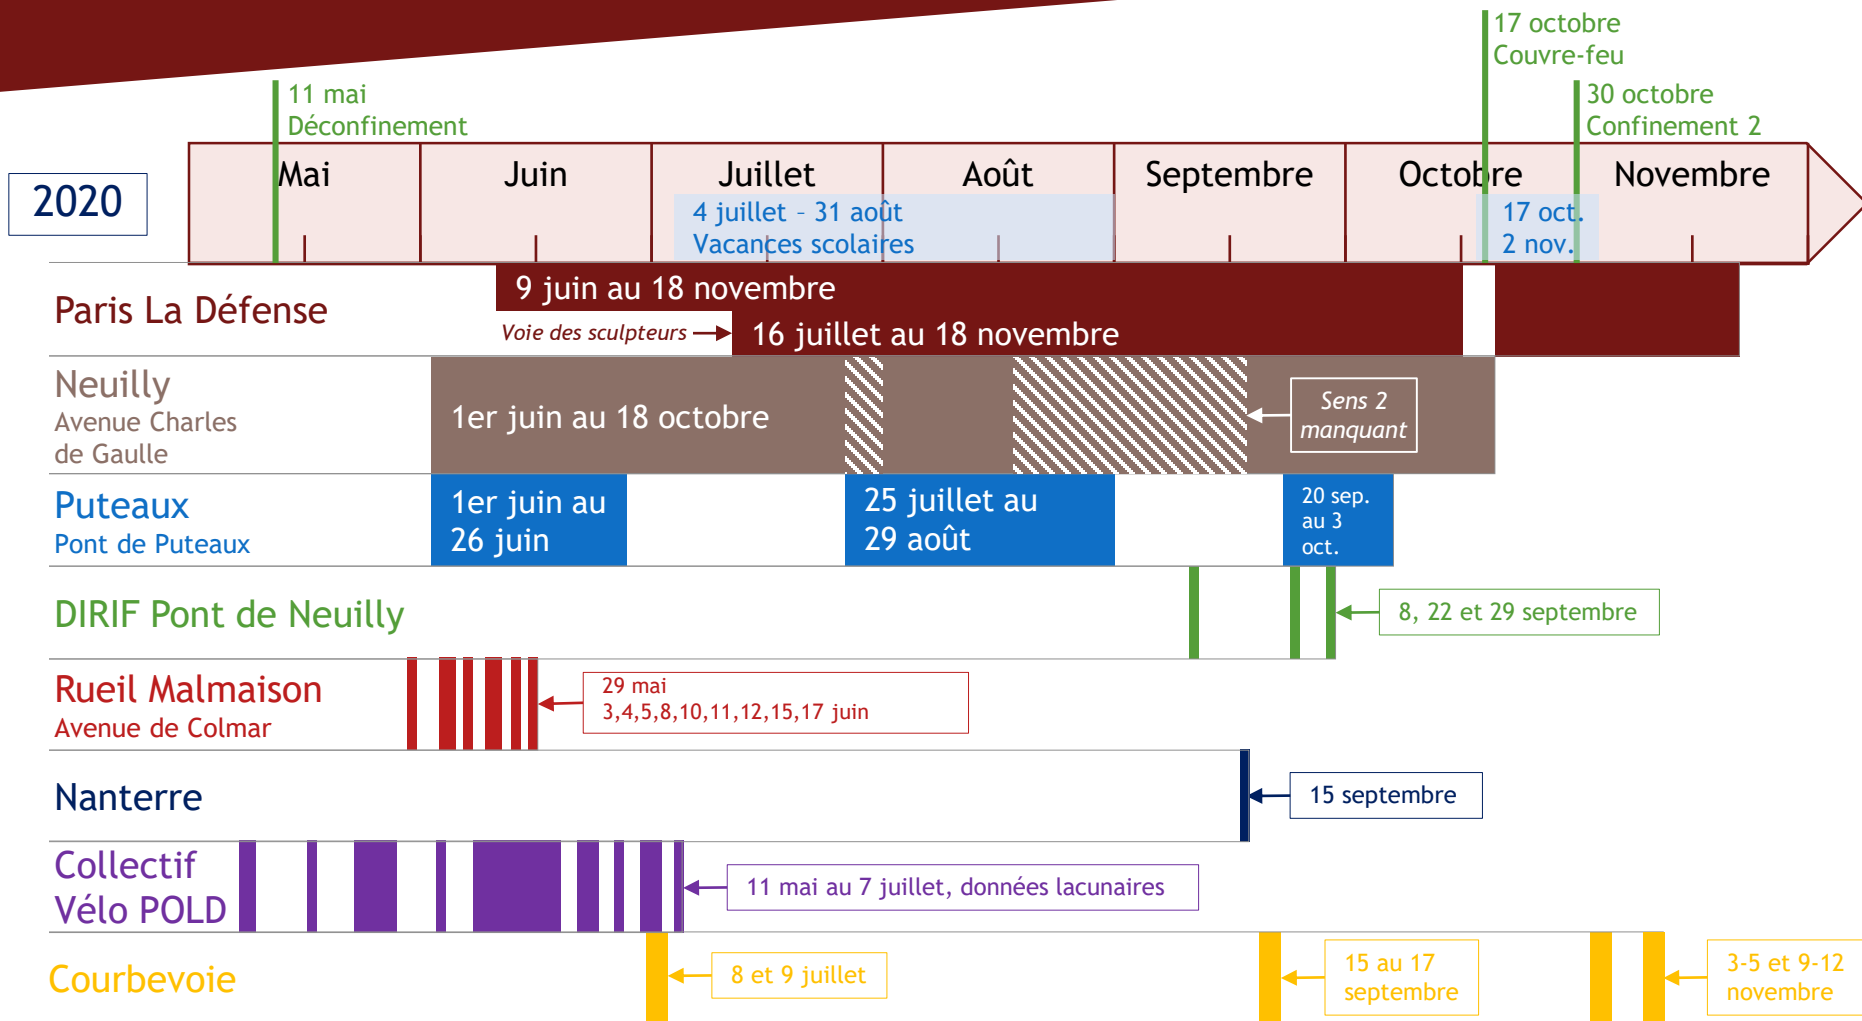 17 octobre
Couvre-feu
11 mai
Déconfinement
30 octobre
Confinement 2
2020
Mai
Juin
Juillet
Août
Septembre
Octobre
Novembre
4 juillet – 31 août
Vacances scolaires
17 oct.
2 nov.
Paris La Défense
9 juin au 18 novembre
Voie des sculpteurs
16 juillet au 18 novembre
Neuilly
Avenue Charles
de Gaulle
1er juin au 18 octobre
Sens 2
manquant
Puteaux
Pont de Puteaux
1er juin au
26 juin
25 juillet au
29 août
20 sep.
au 3
oct.
DIRIF Pont de Neuilly
8, 22 et 29 septembre
Rueil Malmaison
Avenue de Colmar
29 mai
3,4,5,8,10,11,12,15,17 juin
Nanterre
15 septembre
Collectif
Vélo POLD
11 mai au 7 juillet, données lacunaires
Courbevoie
8 et 9 juillet
15 au 17
septembre
3-5 et 9-12
novembre